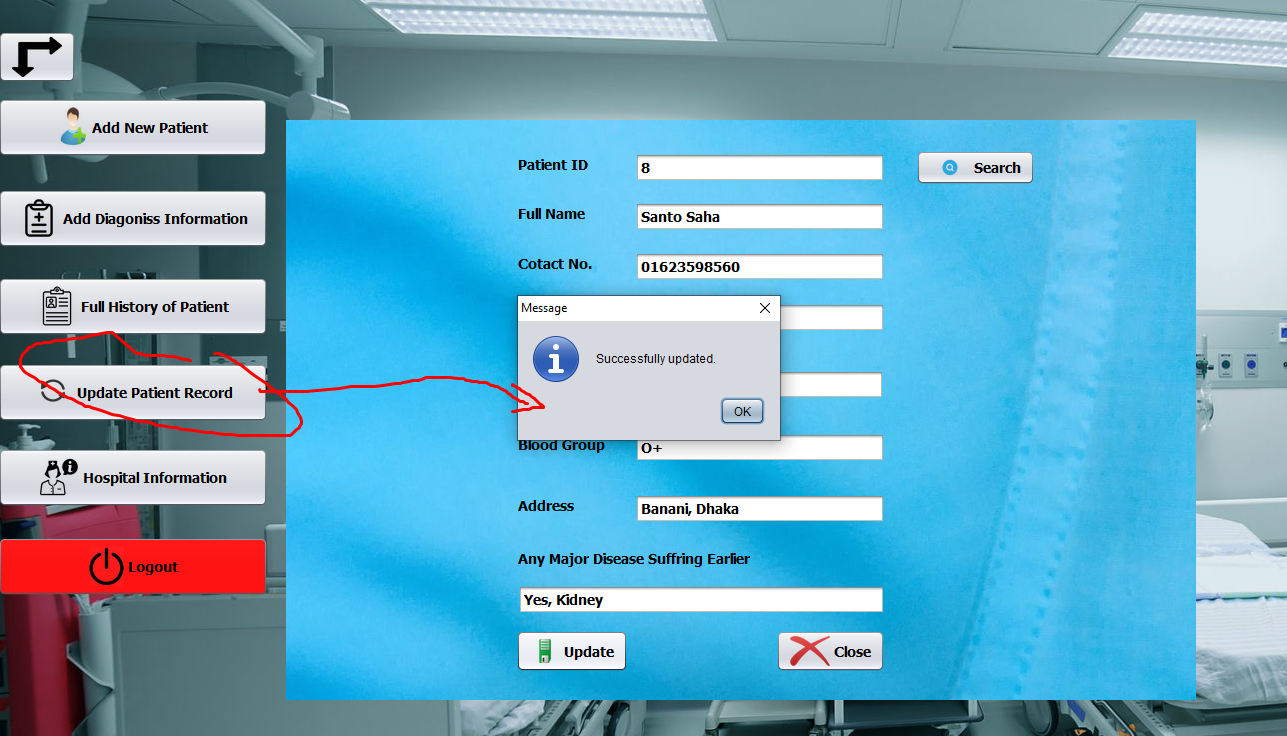 Add New Patient
Add Diagoniss Information
Full History of Patient
Update Patient Record
Hospital Information
Logout
Patient ID
8
Search
Full Name
Santo Saha
Cotact No.
01623598560
Message
Successfully updated.
OK
Blood Group
O+
Address
Banani, Dhaka
Any Major Disease Suffring Earlier
Yes, Kidney
Update
Close